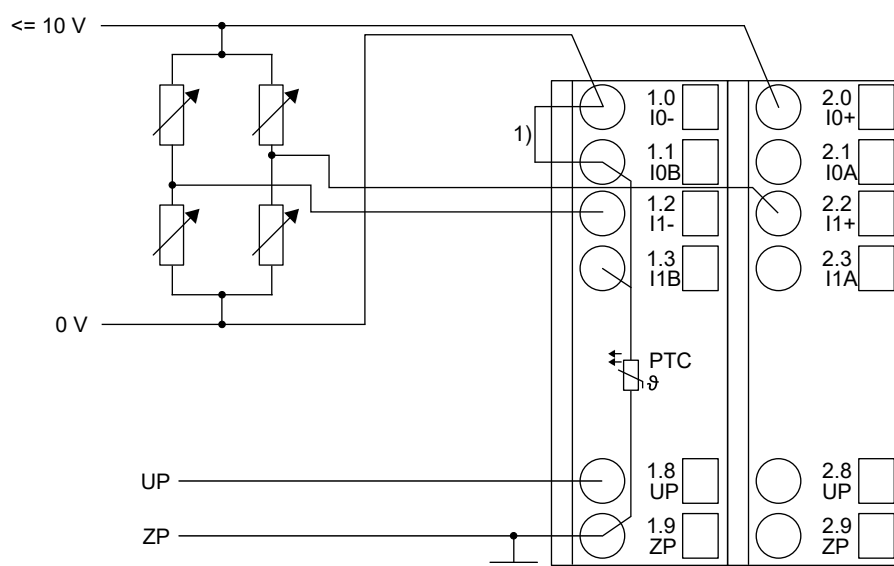 <= 10 V
0 V
1)
1.0
I0-
1.1
I0B
1.2
I1-
1.3
I1B
PTC
ϑ
1.8
UP
1.9
ZP
2.0
I0+
2.1
I0A
2.2
I1+
2.3
I1A
2.8
UP
2.9
ZP
UP
ZP